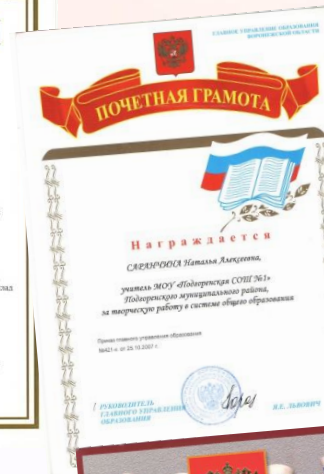 ГЛАВНОЕ УПРАВЛЕНИЕ ОБРАЗОВАНИЯ
ВОРОНЕЖСКОЙ ОБЛАСТИ
ПОЧЕТНАЯ ГРАМОТА
Награждается
САРАНЧИНА Наталья Алексеевна,
учитель МОУ «Подгоренская СОШ №1»
Подгоренского муниципального района,
за творческую работу в системе общего образования
Приказ главного управления образования
№421-н от 25.10.2007 г.
РУКОВОДИТЕЛЬ
ГЛАВНОГО УПРАВЛЕНИЯ
ОБРАЗОВАНИЯ
Я.Е. ЛЬВОВИЧ